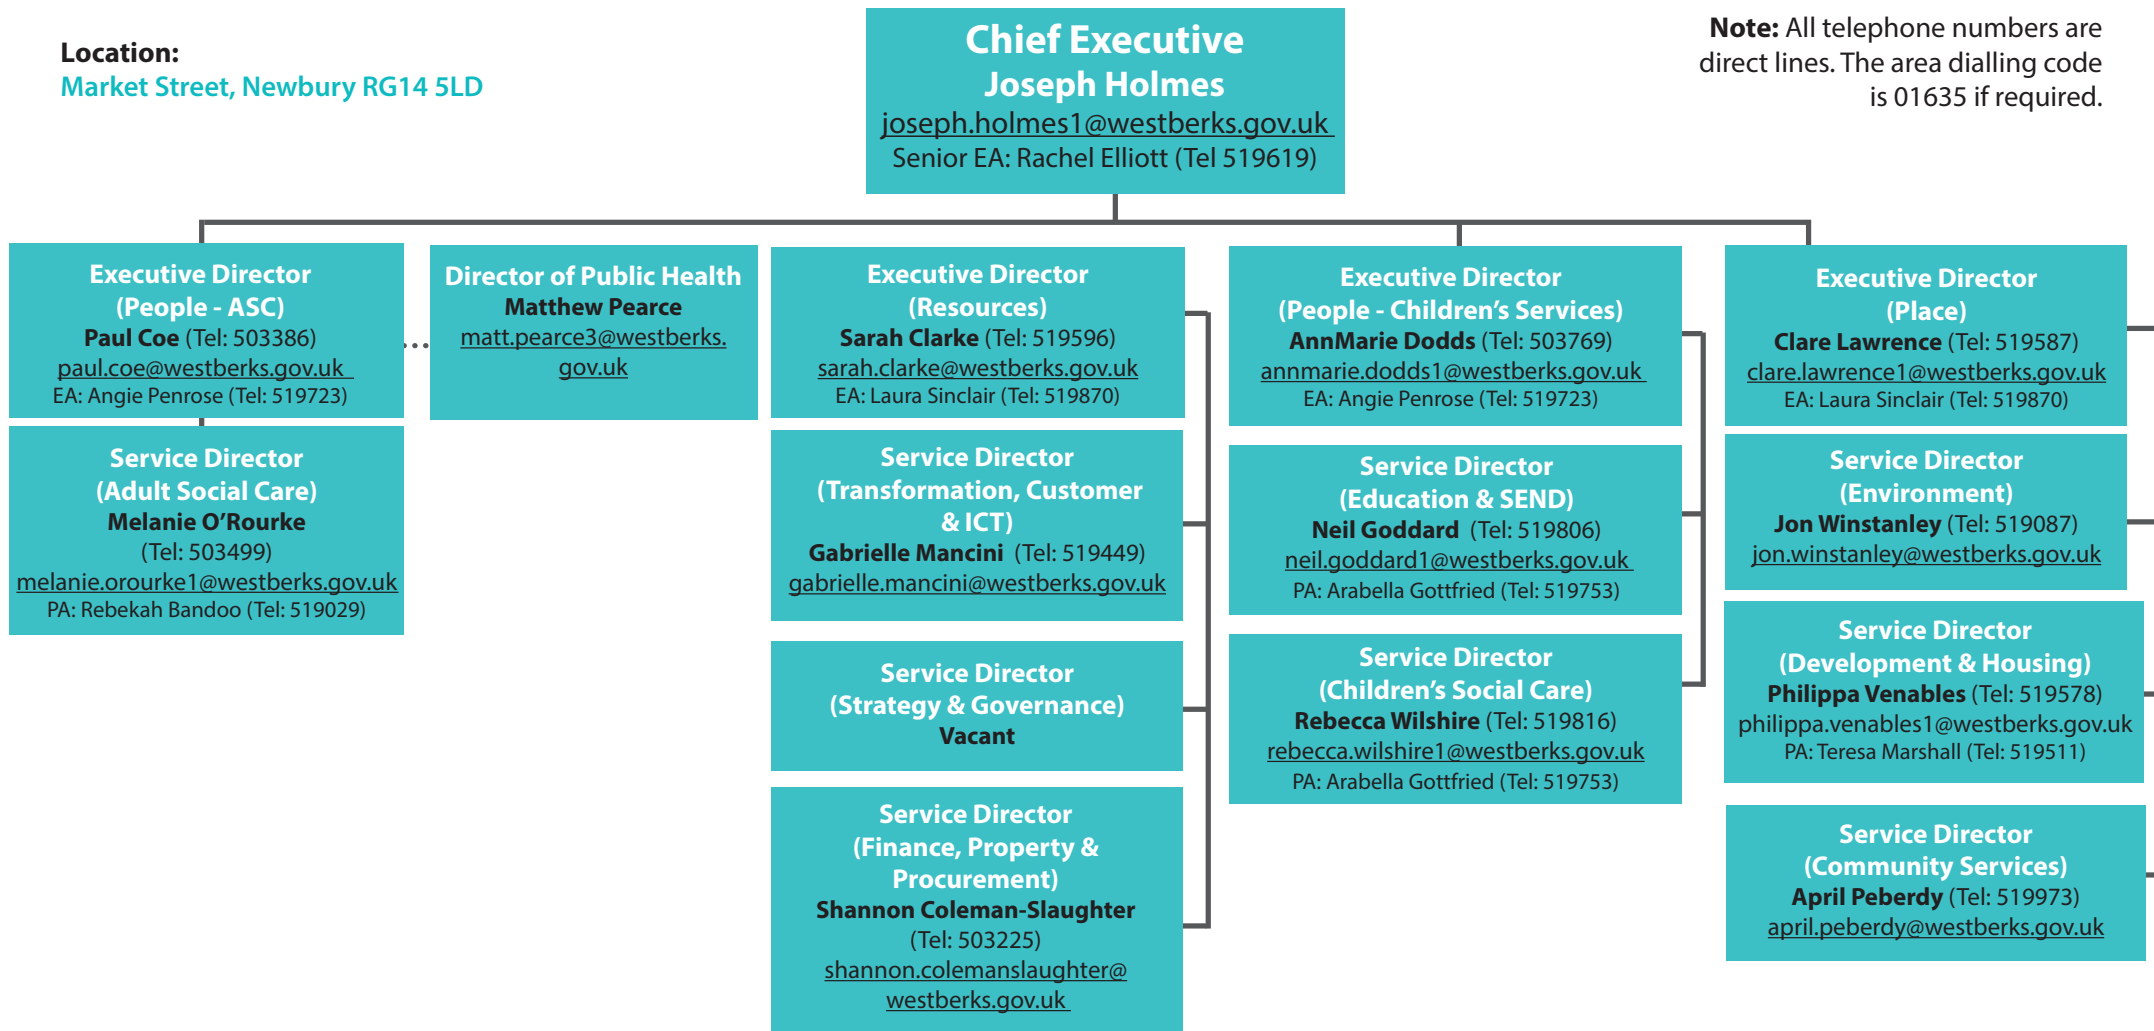 Location:
Market Street, Newbury RG14 5LD
Chief Executive
Joseph Holmes
joseph.holmes1@westberks.gov.uk
Senior EA: Rachel Elliott (Tel 519619)
Note: All telephone numbers are
direct lines. The area dialling code
is 01635 if required.
Executive Director
(People - ASC)
Paul Coe (Tel: 503386)
paul.coe@westberks.gov.uk
EA: Angie Penrose (Tel: 519723)
Service Director
(Adult Social Care)
Melanie O’Rourke
(Tel: 503499)
melanie.orourke1@westberks.gov.uk
PA: Rebekah Bandoo (Tel: 519029)
Director of Public Health
Matthew Pearce
matt.pearce3@westberks.
gov.uk
Executive Director
(Resources)
Sarah Clarke (Tel: 519596)
sarah.clarke@westberks.gov.uk
EA: Laura Sinclair (Tel: 519870)
Service Director
(Transformation, Customer
& ICT)
Gabrielle Mancini (Tel: 519449)
gabrielle.mancini@westberks.gov.uk
Service Director
(Strategy & Governance)
Vacant
Service Director
(Finance, Property &
Procurement)
Shannon Coleman-Slaughter
(Tel: 503225)
shannon.colemanslaughter@
westberks.gov.uk
Executive Director
(People - Children’s Services)
AnnMarie Dodds (Tel: 503769)
annmarie.dodds1@westberks.gov.uk
EA: Angie Penrose (Tel: 519723)
Service Director
(Education & SEND)
Neil Goddard (Tel: 519806)
neil.goddard1@westberks.gov.uk
PA: Arabella Gottfried (Tel: 519753)
Service Director
(Children’s Social Care)
Rebecca Wilshire (Tel: 519816)
rebecca.wilshire1@westberks.gov.uk
PA: Arabella Gottfried (Tel: 519753)
Executive Director
(Place)
Clare Lawrence (Tel: 519587)
clare.lawrence1@westberks.gov.uk
EA: Laura Sinclair (Tel: 519870)
Service Director
(Environment)
Jon Winstanley (Tel: 519087)
jon.winstanley@westberks.gov.uk
Service Director
(Development & Housing)
Philippa Venables (Tel: 519578)
philippa.venables1@westberks.gov.uk
PA: Teresa Marshall (Tel: 519511)
Service Director
(Community Services)
April Peberdy (Tel: 519973)
april.peberdy@westberks.gov.uk